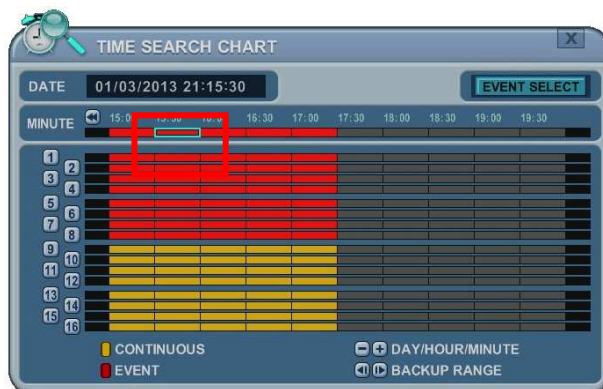 TIME SEARCH CHART
X
DATE 01/03/2013 21:15:30
EVENT SELECT
MINUTE 16:30 17:00 17:30 18:00 18:30 19:00 19:30
1
2
3
4
5
6
7
8
9
10
11
12
13
14
15
16
CONTINUOUS
DAY/HOUR/MINUTE
EVENT
BACKUP RANGE